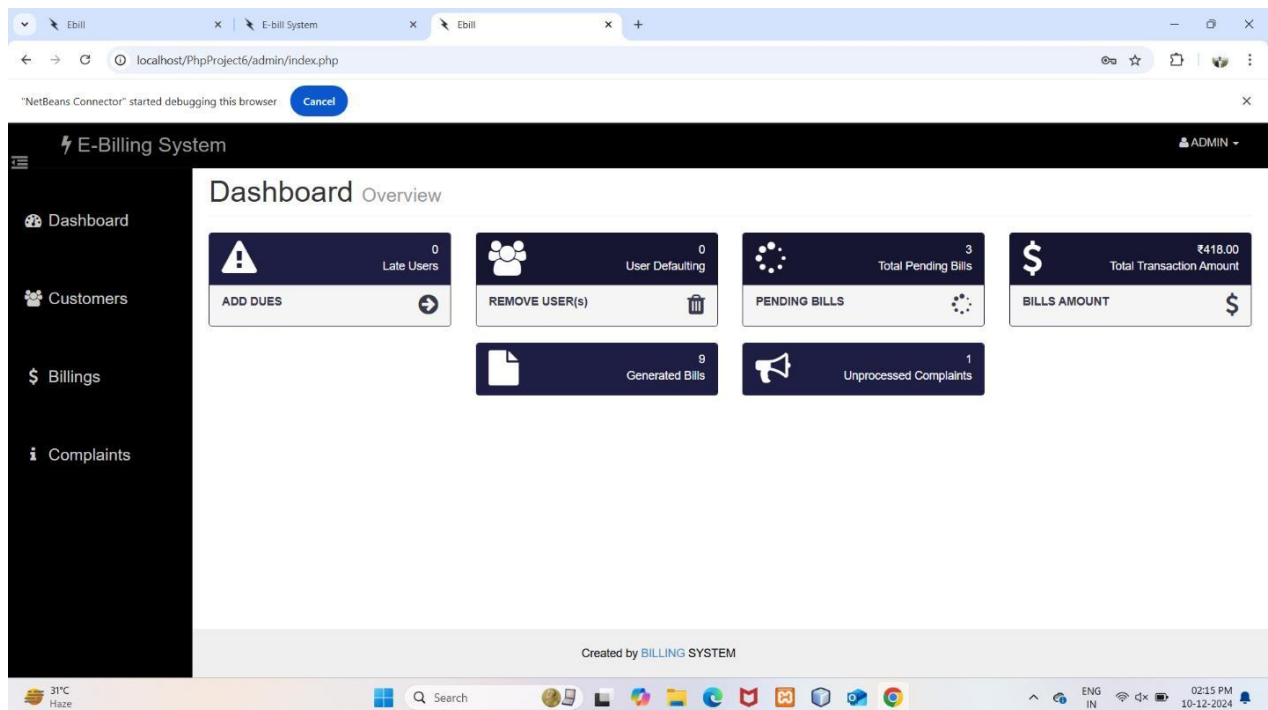 Ebill
E-bill System
Ebill
localhost/PhpProject6/admin/index.php
"NetBeans Connector" started debugging this browser
Cancel
E-Billing System
ADMIN
Dashboard Overview
Dashboard
Customers
Billings
Complaints
0
Late Users
ADD DUES
0
User Defaulting
REMOVE USER(s)
3
Total Pending Bills
PENDING BILLS
₹418.00
Total Transaction Amount
BILLS AMOUNT
9
Generated Bills
1
Unprocessed Complaints
Created by BILLING SYSTEM
31°C
Haze
Search
ENG
IN
02:15 PM
10-12-2024